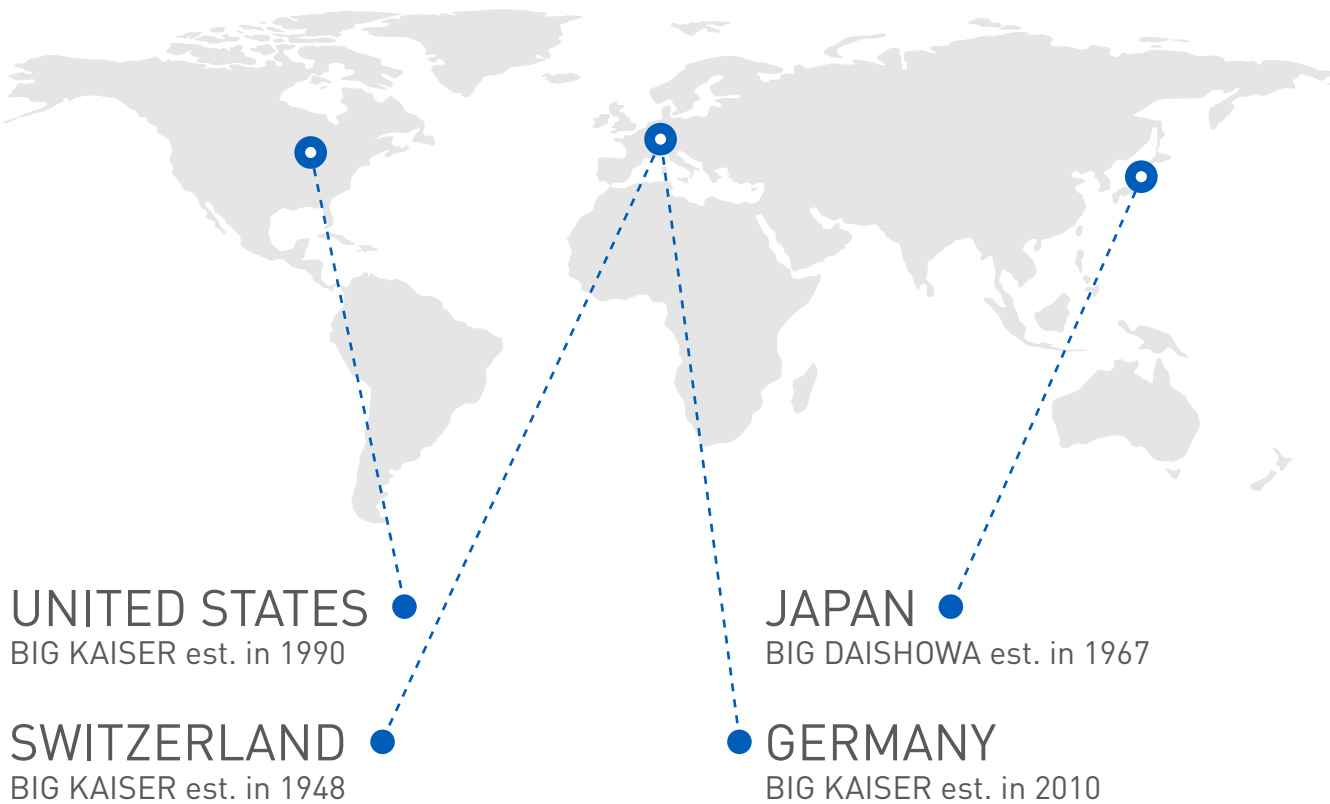 UNITED STATES
BIG KAISER est. in 1990
JAPAN
BIG DAISHOWA est. in 1967
SWITZERLAND
BIG KAISER est. in 1948
GERMANY
BIG KAISER est. in 2010